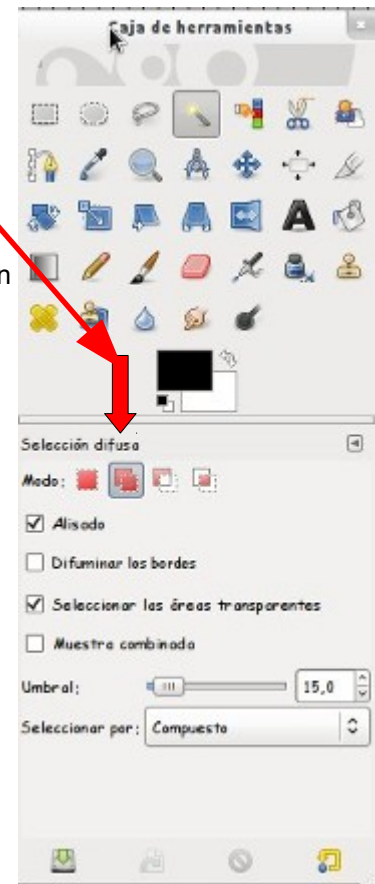 Caja de herramientas
n
Selección difusa
Modo:
Alisado
Difuminar los bordes
Seleccionar las áreas transparentes
Muestra combinada
Umbral: 15,0
Seleccionar por: Compuesto